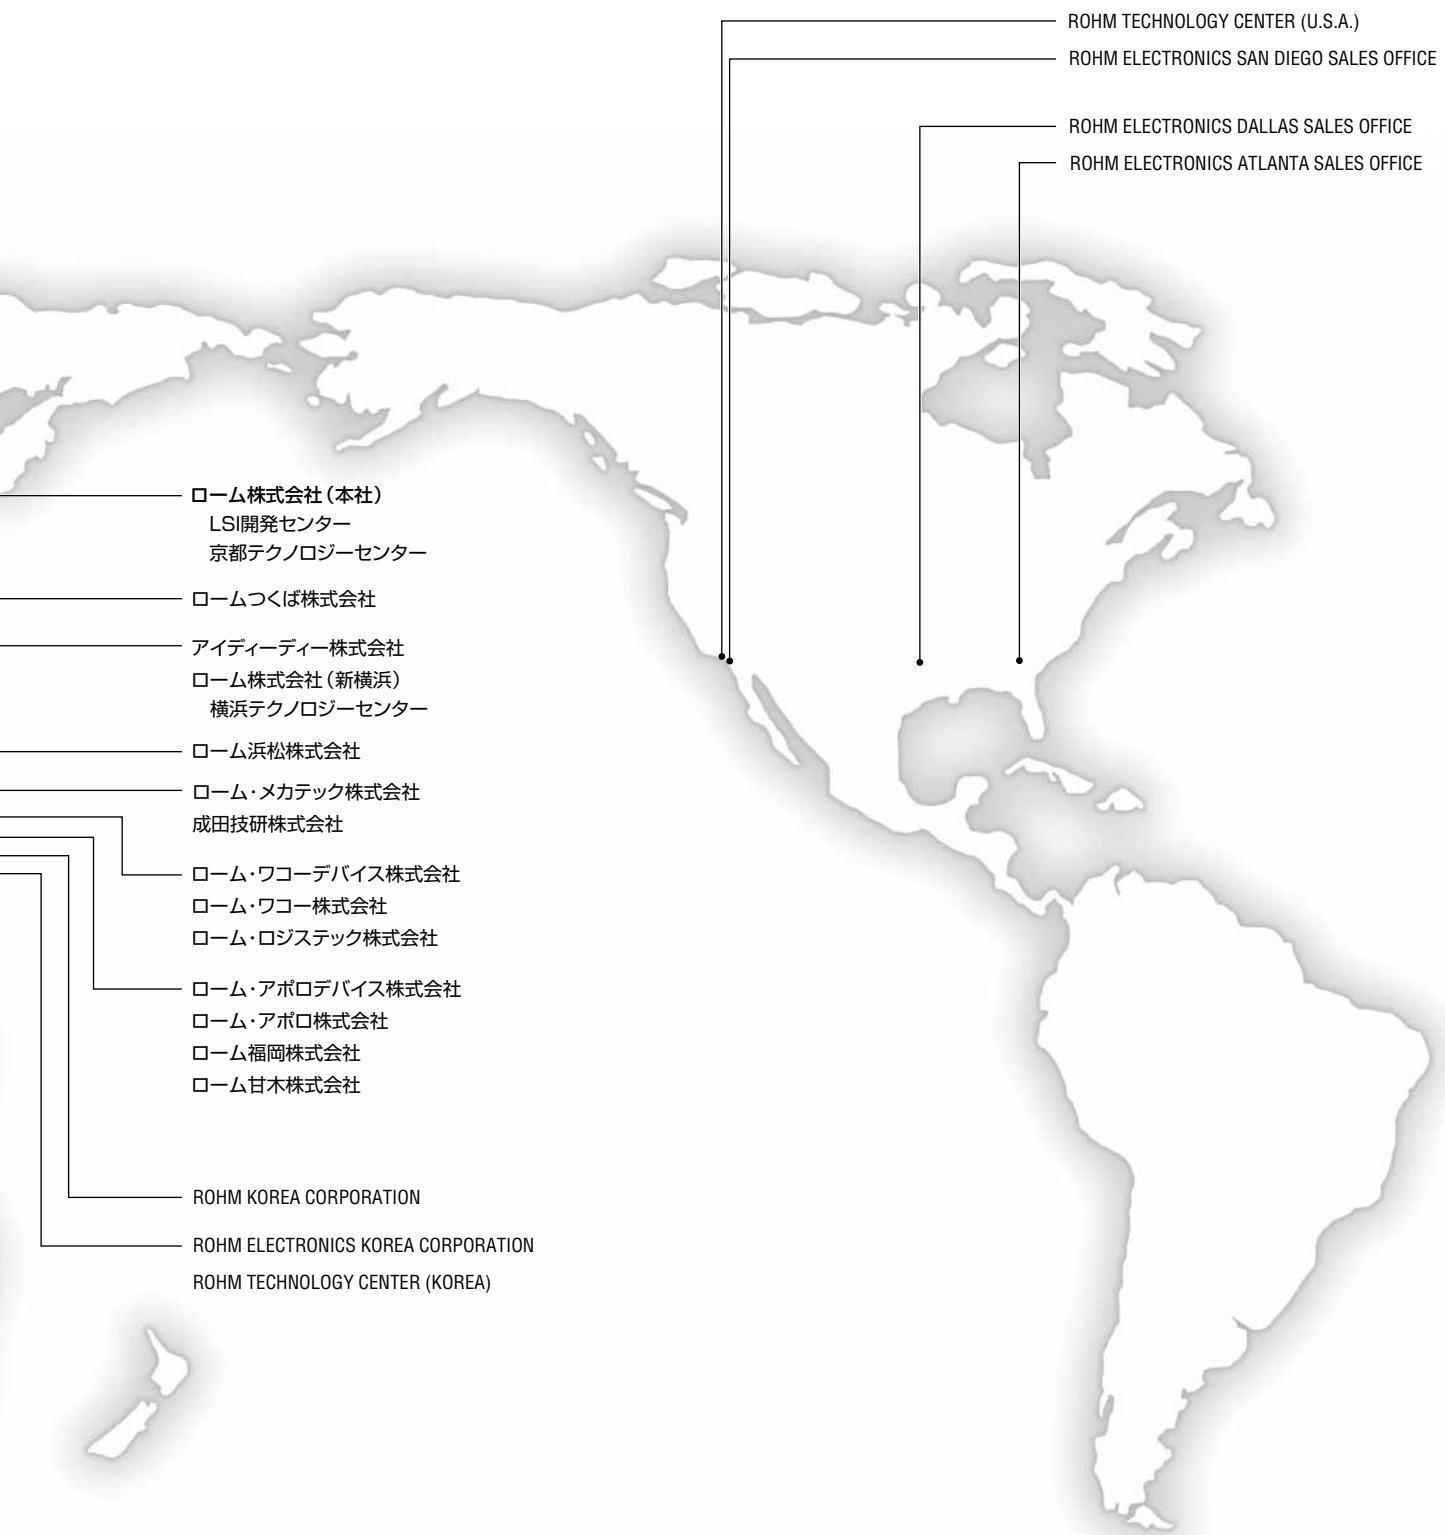 ROHM TECHNOLOGY CENTER (U.S.A.)
ROHM ELECTRONICS SAN DIEGO SALES OFFICE
ROHM ELECTRONICS DALLAS SALES OFFICE
ROHM ELECTRONICS ATLANTA SALES OFFICE
ローム株式会社（本社）
LSI開発センター
京都テクノロジーセンター
ロームつくば株式会社
アイディーディー株式会社
ローム株式会社（新横浜）
横浜テクノロジーセンター
ローム浜松株式会社
ローム・メカテック株式会社
成田技研株式会社
ローム・ワコーデバイス株式会社
ローム・ワコー株式会社
ローム・ロジステック株式会社
ローム・アポロデバイス株式会社
ローム・アポロ株式会社
ローム福岡株式会社
ローム甘木株式会社
ROHM KOREA CORPORATION
ROHM ELECTRONICS KOREA CORPORATION
ROHM TECHNOLOGY CENTER (KOREA)